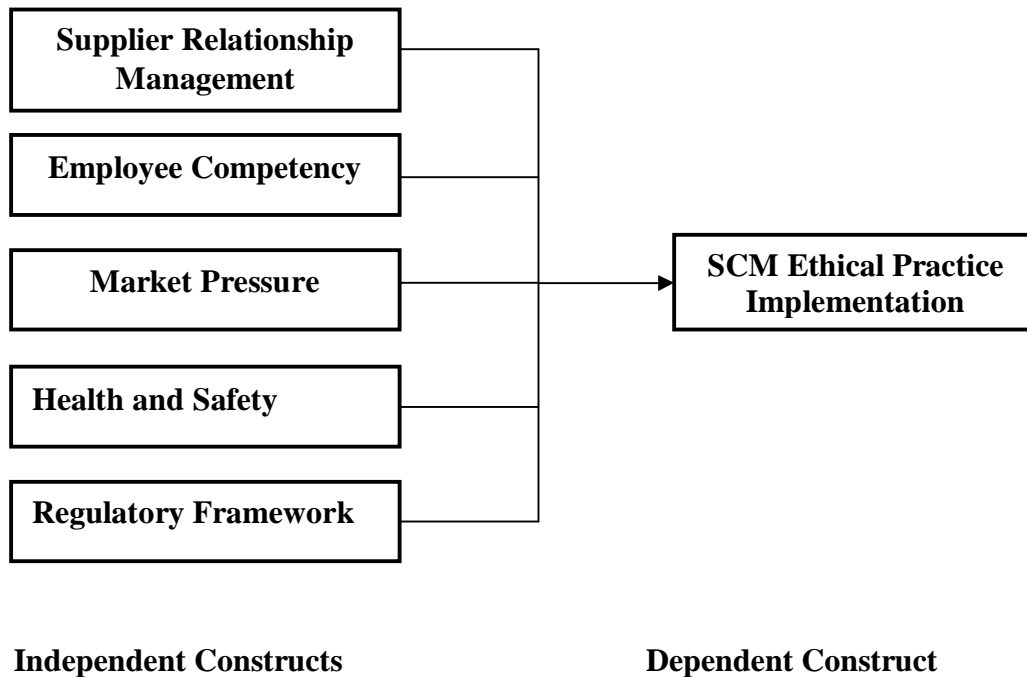 Supplier Relationship
Management
Employee Competency
Market Pressure
SCM Ethical Practice
Implementation
Health and Safety
Regulatory Framework
Independent Constructs
Dependent Construct